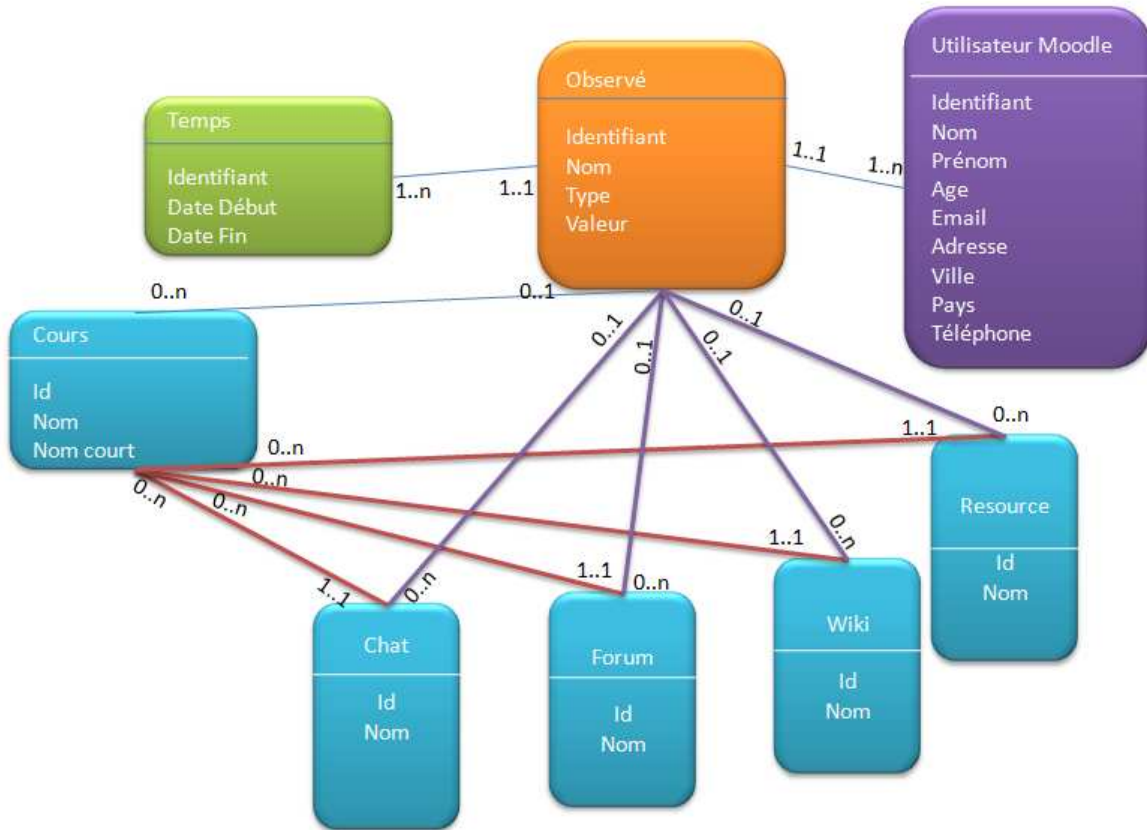 Utilisateur Moodle
Identifiant
Nom
Prénom
Age
Email
Adresse
Ville
Pays
Téléphone
Observé
Identifiant
Nom
Type
Valeur
Temps
Identifiant
Date Début
Date Fin
1..n
1..1
1..1
1..n
0..n
0..1
Cours
Id
Nom
Nom court
0..1
0..1
0..1
0..1
0..n
0..n
0..n
0..n
1..1
0..n
1..1
0..n
1..1
0..n
1..1
0..n
Resource
Id
Nom
Wiki
Id
Nom
Forum
Id
Nom
Chat
Id
Nom